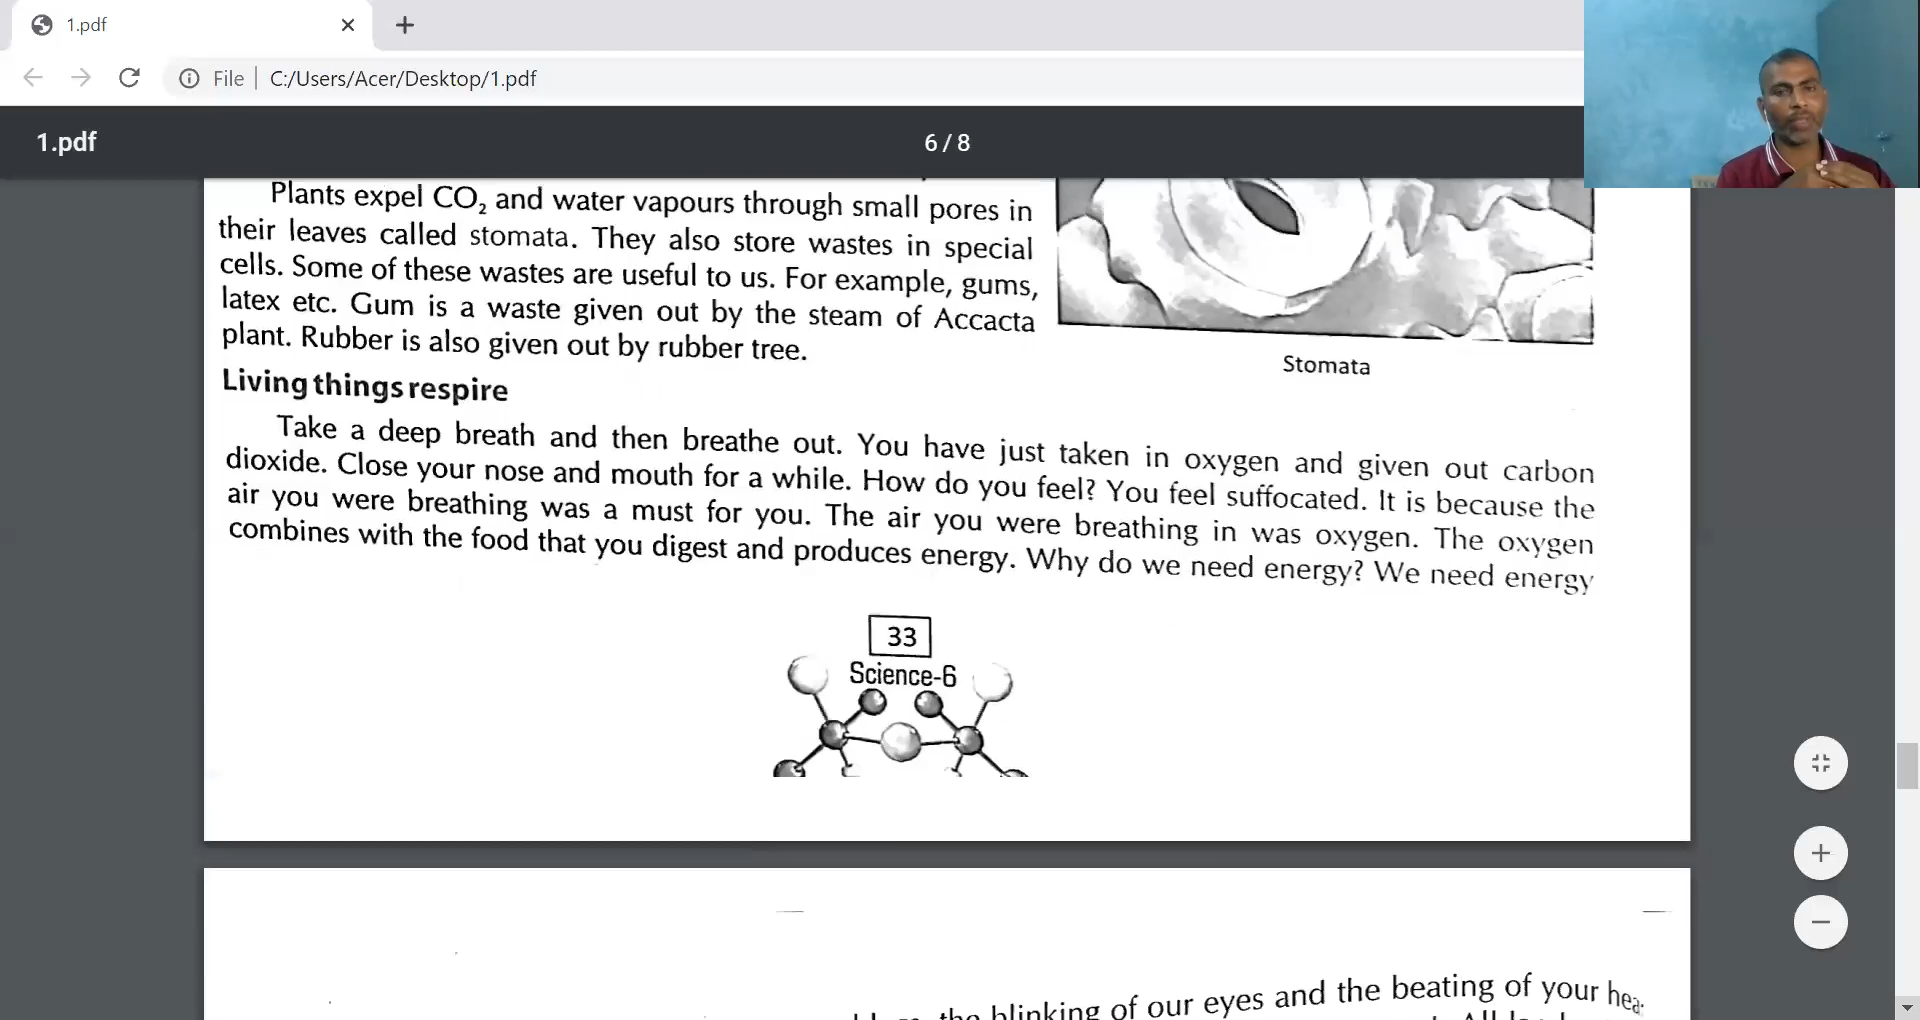 1.pdf
File
C:/Users/Acer/Desktop/1.pdf
1.pdf
6 / 8
Plants expel CO₂ and water vapours through small pores in
their leaves called stomata. They also store wastes in special
cells. Some of these wastes are useful to us. For example, gums,
latex etc. Gum is a waste given out by the steam of Accacta
plant. Rubber is also given out by rubber tree.
Stomata
Living things respire
Take a deep breath and then breathe out. You have just taken in oxygen and given out carbon
dioxide. Close your nose and mouth for a while. How do you feel? You feel suffocated. It is because the
air you were breathing was a must for you. The air you were breathing in was oxygen. The oxygen
combines with the food that you digest and produces energy. Why do we need energy? We need energy
33
Science-6
the blinking of our eyes and the beating of your